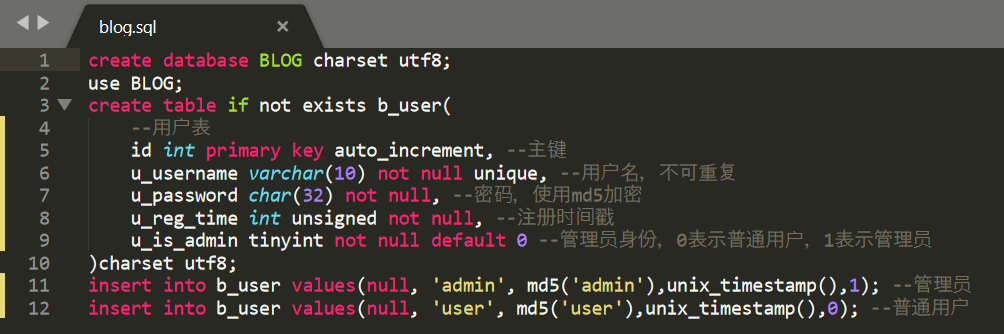 blog.sql
1 create database BLOG charset utf8;
2 use BLOG;
3 create table if not exists b_user(
4 --用户表
5 id int primary key auto_increment, --主键
6 u_username varchar(10) not null unique, --用户名，不可重复
7 u_password char(32) not null, --密码，使用md5加密
8 u_reg_time int unsigned not null, --注册时间戳
9 u_is_admin tinyint not null default 0 --管理员身份，0表示普通用户，1表示管理员
10 )charset utf8;
11 insert into b_user values(null, 'admin', md5('admin'),unix_timestamp(),1); --管理员
12 insert into b_user values(null, 'user', md5('user'),unix_timestamp(),0); --普通用户